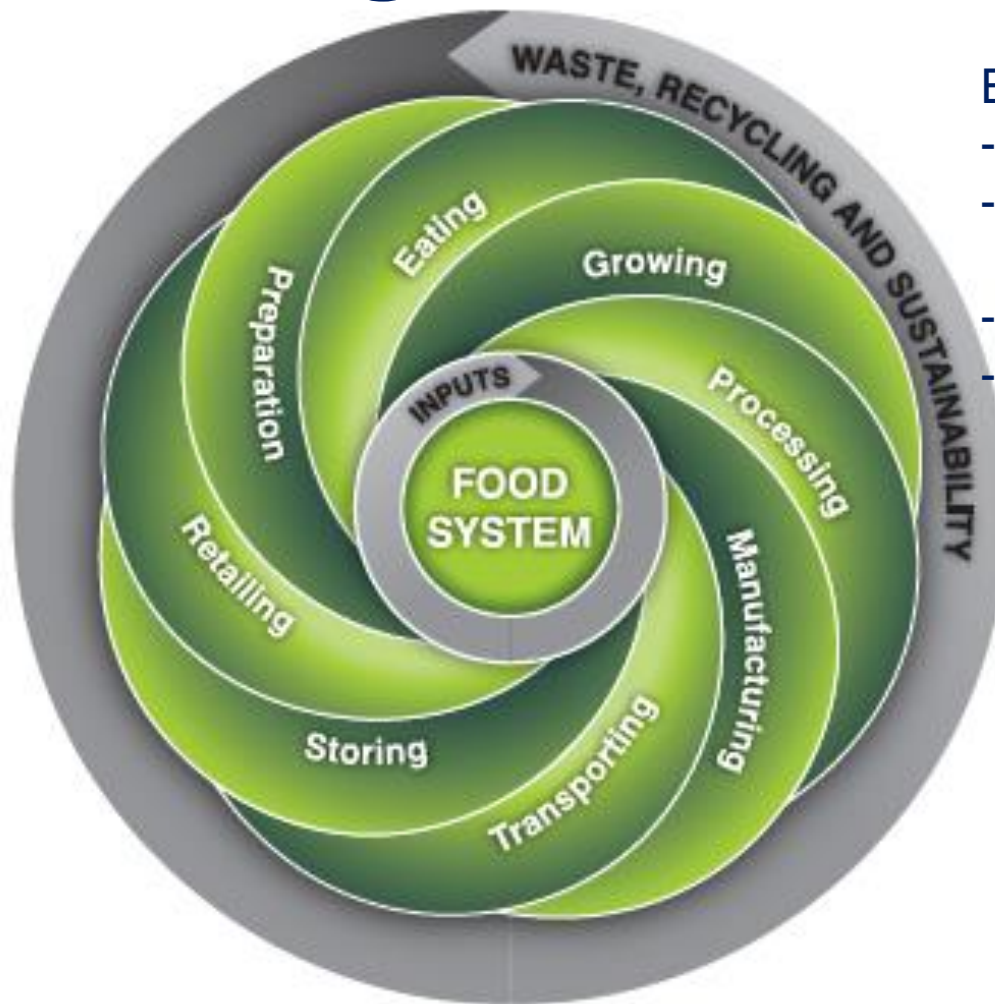 WASTE, RECYCLING AND SUSTAINABILITY
Eating
Growing
Preparation
Processing
INPUTS
FOOD
SYSTEM
Manufacturing
Retailing
Storing
Transporting
-
-
-
-